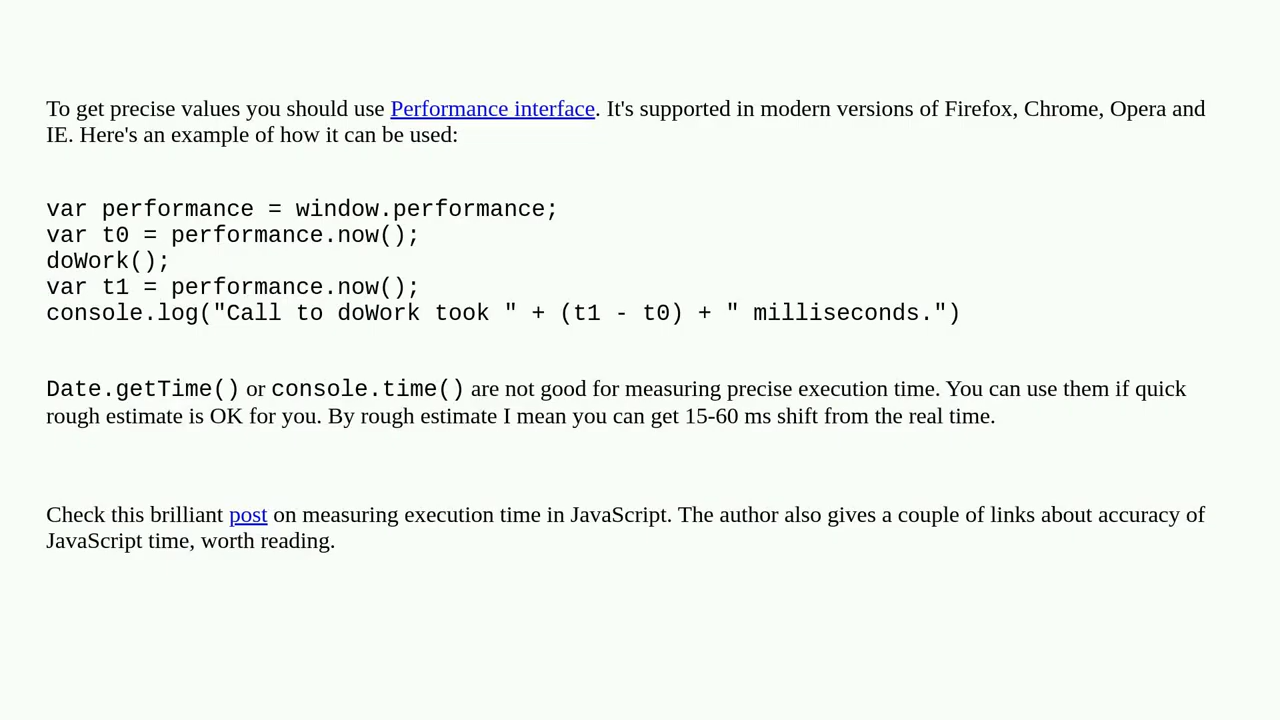 To get precise values you should use Performance interface. It's supported in modern versions of Firefox, Chrome, Opera and
IE. Here's an example of how it can be used:
var performance = window.performance;
var t0 = performance.now();
doWork();
var t1 = performance.now();
console.log("Call to doWork took " + (t1 - t0) + " milliseconds.")
Date.getTime() or console.time() are not good for measuring precise execution time. You can use them if quick
rough estimate is OK for you. By rough estimate I mean you can get 15-60 ms shift from the real time.
Check this brilliant post on measuring execution time in JavaScript. The author also gives a couple of links about accuracy of
JavaScript time, worth reading.